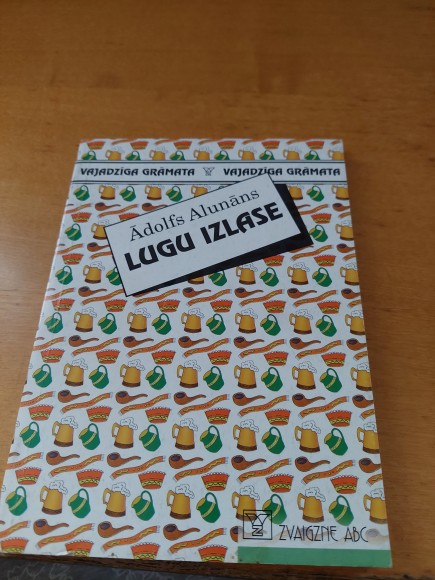 VAJADZĪGA GRĀMATA VAJADZĪGA GRĀMATA
Ādolfs Alunāns
LUGU IZLASE
ZVAIGZNE ABC